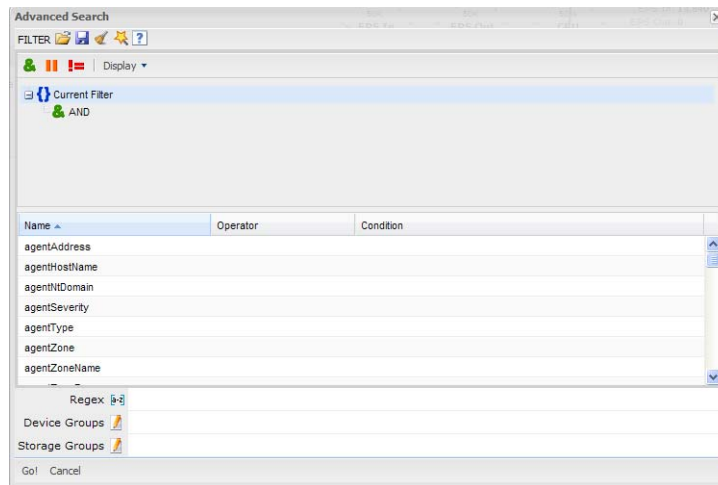 Advanced Search
FILTER
Display
Current Filter
AND
Name Operator Condition
agentAddress
agentHostName
agentNtDomain
agentSeverity
agentType
agentZone
agentZoneName
Regex
Device Groups
Storage Groups
Go! Cancel